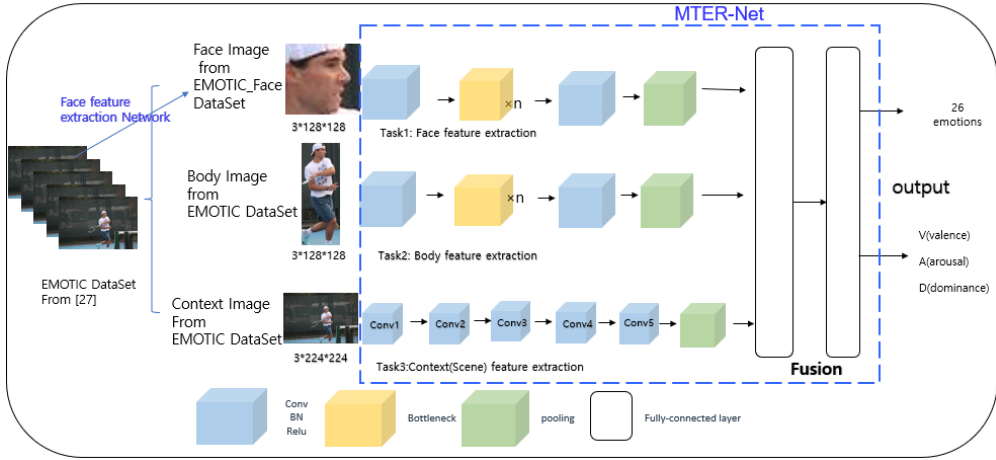 MTER-Net
Face Image
from
EMOTIC_Face
DataSet
Face feature
extraction Network
3*128*128
×n
Task1: Face feature extraction
26
emotions
Body Image
from
EMOTIC DataSet
3*128*128
×n
Task2: Body feature extraction
output
V(valence)
A(arousal)
D(dominance)
EMOTIC DataSet
From [27]
Context Image
From
EMOTIC DataSet
3*224*224
Conv1
Conv2
Conv3
Conv4
Conv5
Task3:Context(Scene) feature extraction
Fusion
Conv
BN
Relu
Bottleneck
pooling
Fully-connected layer